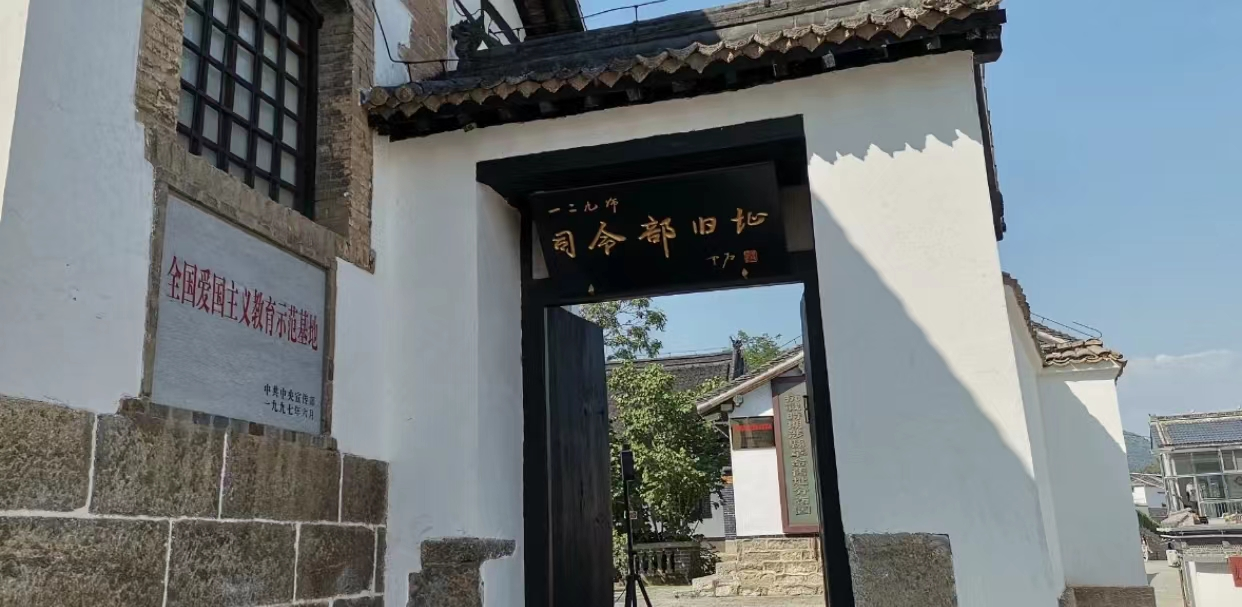 全国爱国主义教育示范基地
中共中央宣传部
一九九七年六月
一二九师
司令部旧址